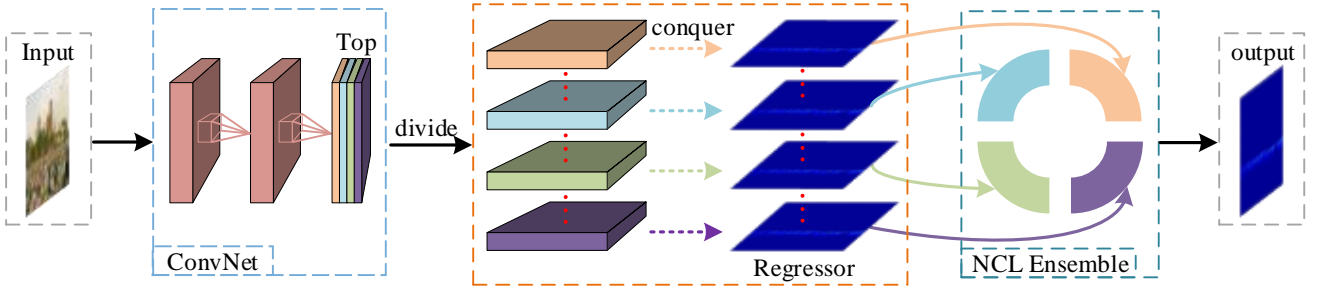 Input
Top
ConvNet
divide
conquer
Regressor
NCL Ensemble
output